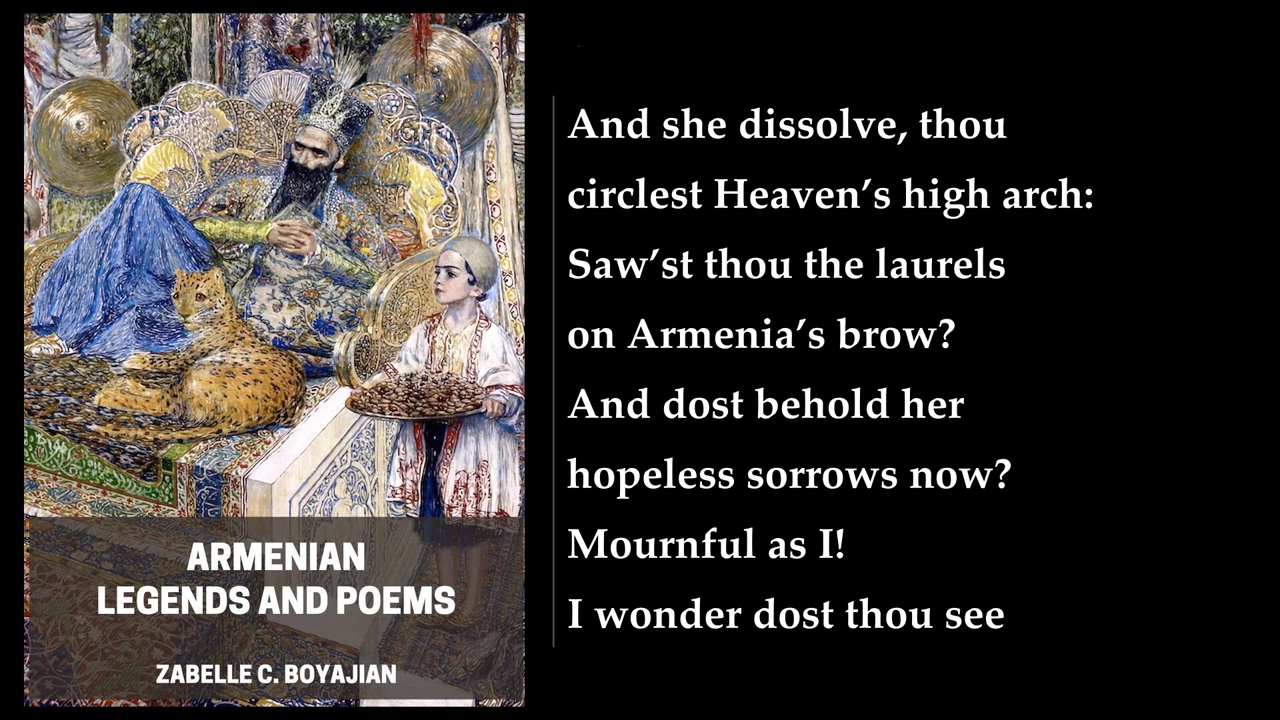 And she dissolve, thou
circlest Heaven’s high arch:
Saw’st thou the laurels
on Armenia’s brow?
And dost behold her
hopeless sorrows now?
Mournful as I!
I wonder dost thou see
ARMENIAN
LEGENDS AND POEMS
ZABELLE C. BOYAJIAN